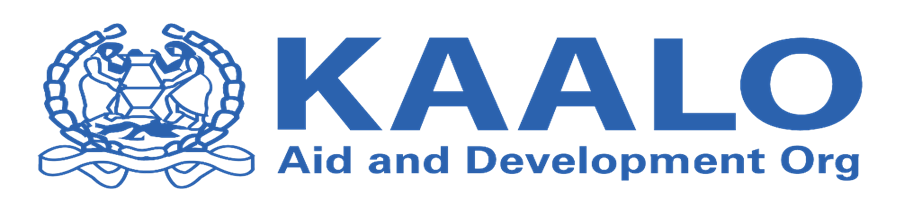 KAALO
Aid and Development Org